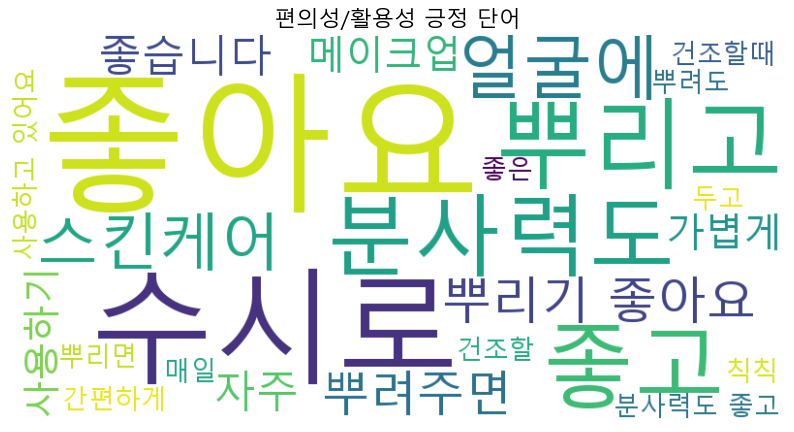 편의성/활용성 긍정 단어
좋습니다
메이크업
얼굴에
건조할때
뿌려도
사용하고 있어요
좋아요
뿌리고
좋은
두고
스킨케어
분사력도
가볍게
수시로
뿌리기 좋아요
사용하기
좋고
뿌리면
매일
자주
간편하게
뿌려주면
건조할
칙칙
분사력도 좋고